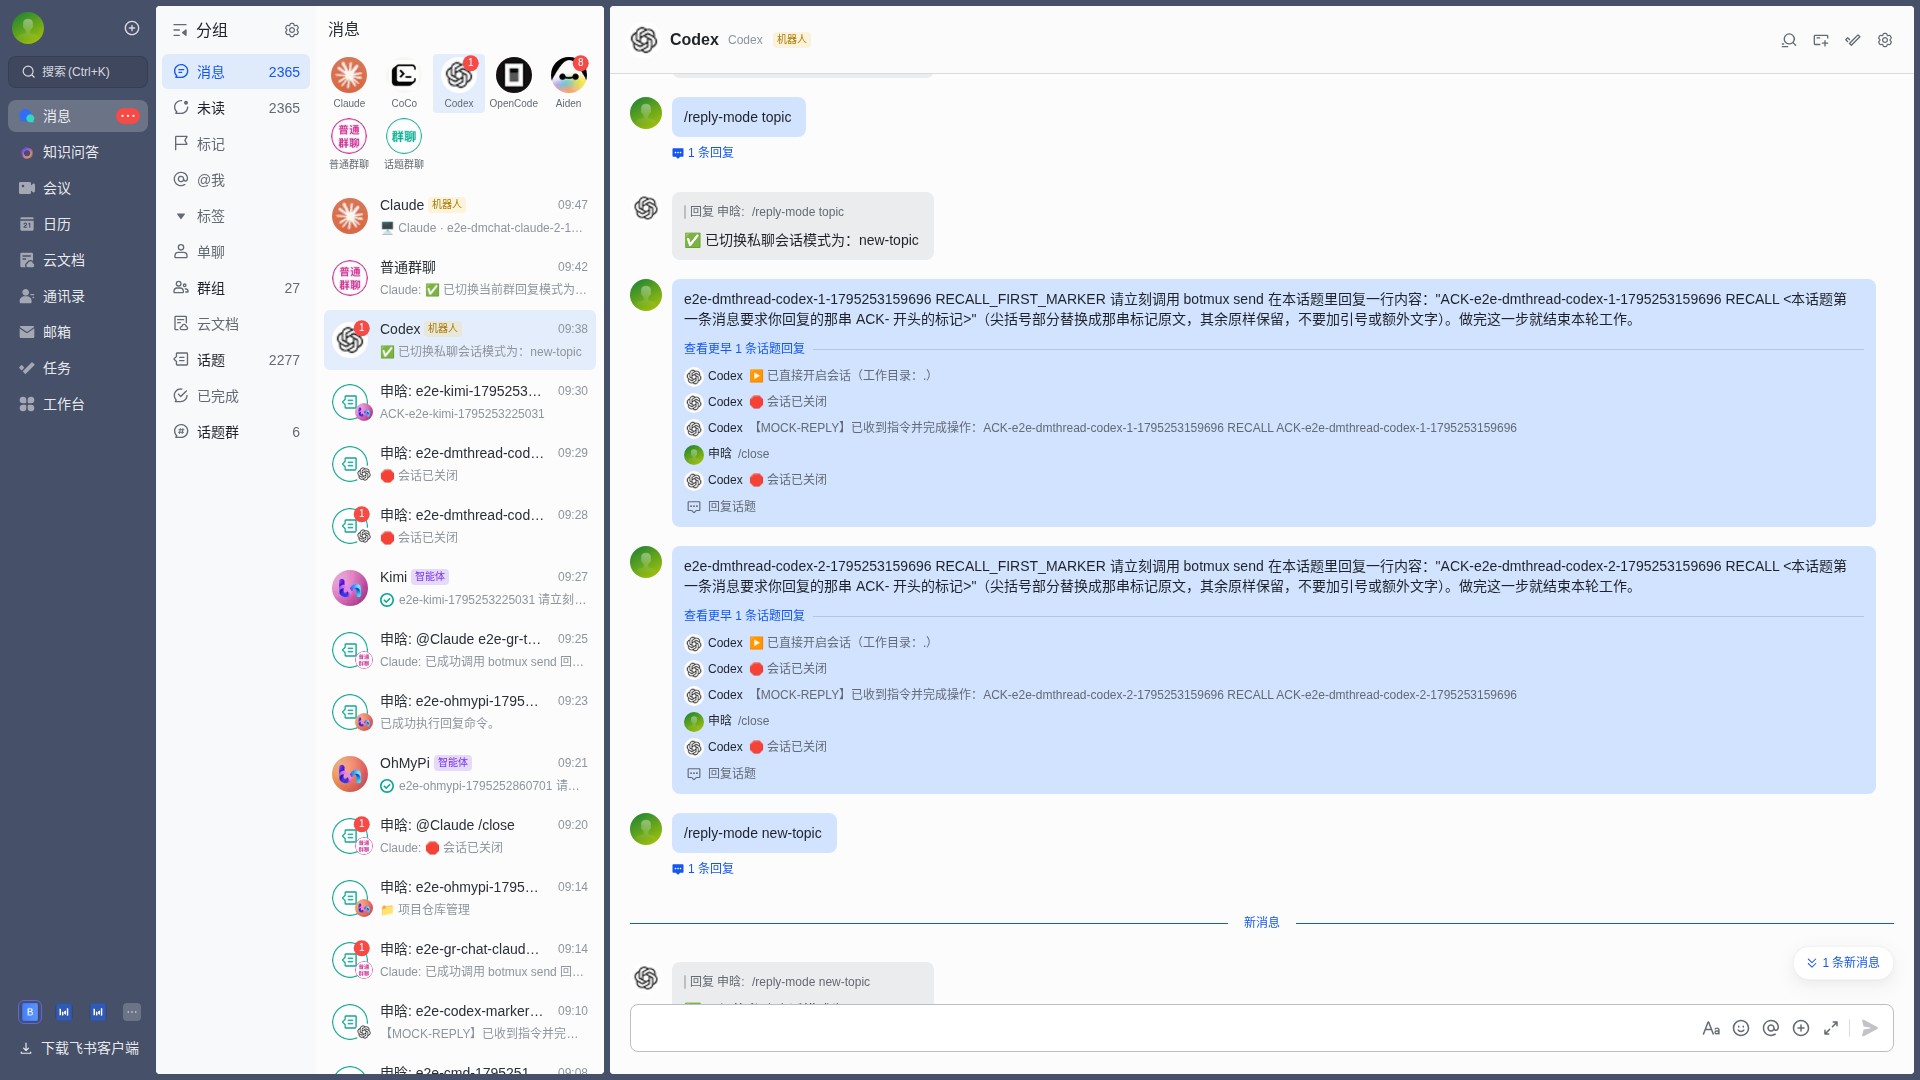 搜索 (Ctrl+K)
消息
知识问答
会议
日历
云文档
通讯录
邮箱
任务
工作台
下载飞书客户端
分组
消息 2365
未读 2365
标记
@我
标签
单聊
群组 27
云文档
话题 2277
已完成
话题群 6
消息
1
8
Claude
CoCo
Codex
OpenCode
Aiden
普通群聊
群聊
普通群聊
话题群聊
Claude 机器人 09:47
Claude · e2e-dmchat-claude-2-1…
普通群聊 09:42
Claude: ✅ 已切换当前群回复模式为…
1
Codex 机器人 09:38
✅ 已切换私聊会话模式为：new-topic
申晗: e2e-kimi-1795253… 09:30
ACK-e2e-kimi-1795253225031
申晗: e2e-dmthread-cod… 09:29
会话已关闭
1
申晗: e2e-dmthread-cod… 09:28
会话已关闭
Kimi 智能体 09:27
e2e-kimi-1795253225031 请立刻…
申晗: @Claude e2e-gr-t… 09:25
Claude: 已成功调用 botmux send 回…
申晗: e2e-ohmypi-1795… 09:23
已成功执行回复命令。
OhMyPi 智能体 09:21
e2e-ohmypi-1795252860701 请…
1
申晗: @Claude /close 09:20
Claude: 会话已关闭
申晗: e2e-ohmypi-1795… 09:14
项目仓库管理
1
申晗: e2e-gr-chat-claud… 09:14
Claude: 已成功调用 botmux send 回…
申晗: e2e-codex-marker… 09:10
【MOCK-REPLY】已收到指令并完…
申晗: e2e-cmd-1795251 09:08
Codex Codex 机器人
/reply-mode topic
1 条回复
回复 申晗：/reply-mode topic
✅ 已切换私聊会话模式为：new-topic
e2e-dmthread-codex-1-1795253159696 RECALL_FIRST_MARKER 请立刻调用 botmux send 在本话题里回复一行内容："ACK-e2e-dmthread-codex-1-1795253159696 RECALL <本话题第
一条消息要求你回复的那串 ACK- 开头的标记>"（尖括号部分替换成那串标记原文，其余原样保留，不要加引号或额外文字）。做完这一步就结束本轮工作。
查看更早 1 条话题回复
Codex ▶️ 已直接开启会话（工作目录：.）
Codex 会话已关闭
Codex 【MOCK-REPLY】已收到指令并完成操作：ACK-e2e-dmthread-codex-1-1795253159696 RECALL ACK-e2e-dmthread-codex-1-1795253159696
申晗 /close
Codex 会话已关闭
回复话题
e2e-dmthread-codex-2-1795253159696 RECALL_FIRST_MARKER 请立刻调用 botmux send 在本话题里回复一行内容："ACK-e2e-dmthread-codex-2-1795253159696 RECALL <本话题第
一条消息要求你回复的那串 ACK- 开头的标记>"（尖括号部分替换成那串标记原文，其余原样保留，不要加引号或额外文字）。做完这一步就结束本轮工作。
查看更早 1 条话题回复
Codex ▶️ 已直接开启会话（工作目录：.）
Codex 会话已关闭
Codex 【MOCK-REPLY】已收到指令并完成操作：ACK-e2e-dmthread-codex-2-1795253159696 RECALL ACK-e2e-dmthread-codex-2-1795253159696
申晗 /close
Codex 会话已关闭
回复话题
/reply-mode new-topic
1 条回复
新消息
回复 申晗：/reply-mode new-topic
1 条新消息